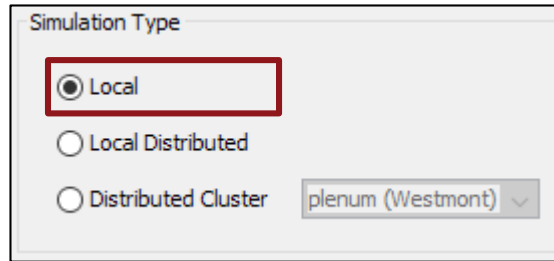 Simulation Type
Local
Local Distributed
Distributed Cluster plenum (Westmont)